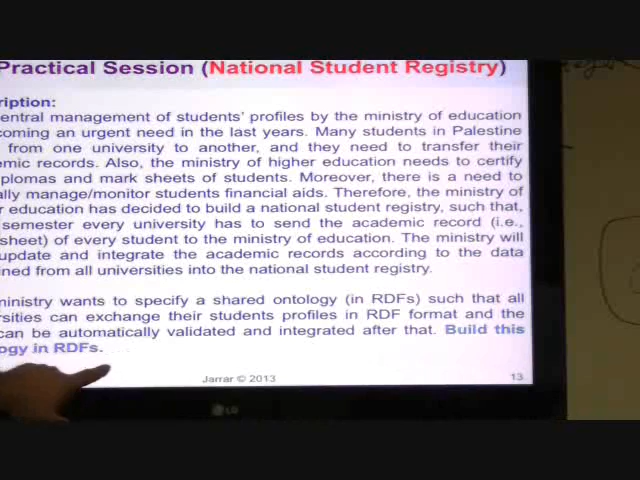 Practical Session (National Student Registry)
ription:
entral management of students' profiles by the ministry of education
coming an urgent need in the last years. Many students in Palestine
from one university to another, and they need to transfer their
emic records. Also, the ministry of higher education needs to certify
plomas and mark sheets of students. Moreover, there is a need to
ally manage/monitor students financial aids. Therefore, the ministry of
r education has decided to build a national student registry, such that,
semester every university has to send the academic record (i.e.,
sheet) of every student to the ministry of education. The ministry will
update and integrate the academic records according to the data
ined from all universities into the national student registry.
ministry wants to specify a shared ontology (in RDFs) such that all
rsities can exchange their students profiles in RDF format and the
can be automatically validated and integrated after that. Build this
ogy in RDFs.
Jarrar © 2013
13
LG